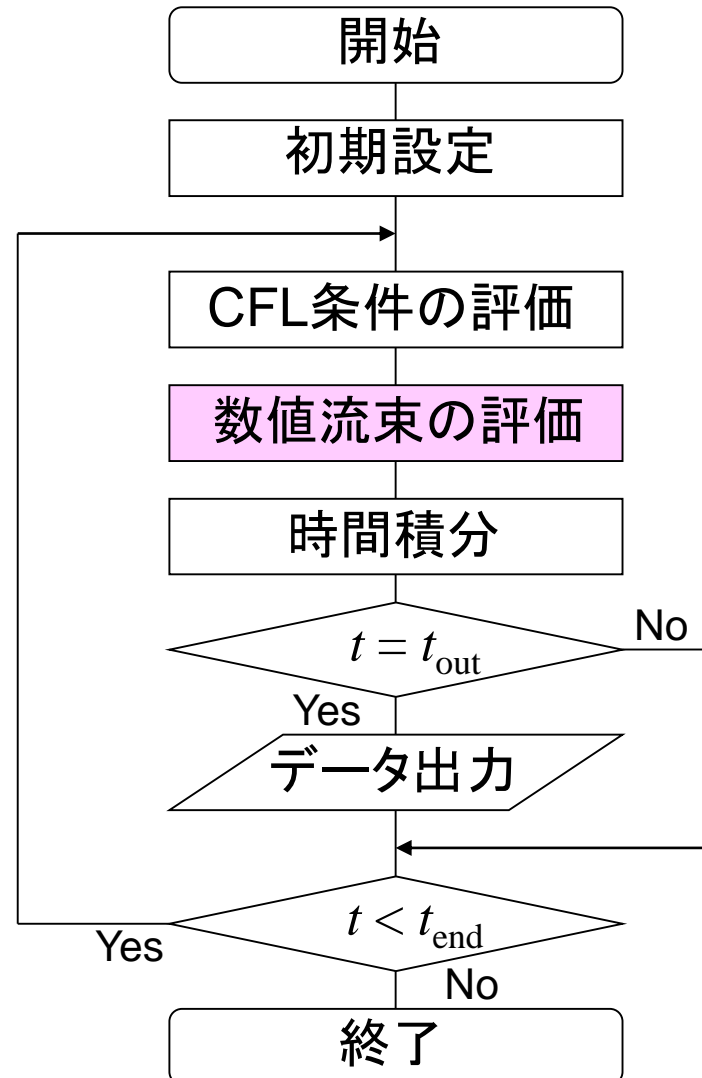 開始
初期設定
CFL条件の評価
数値流束の評価
時間積分
t = t_out
No
Yes
データ出力
t < t_end
Yes
No
終了